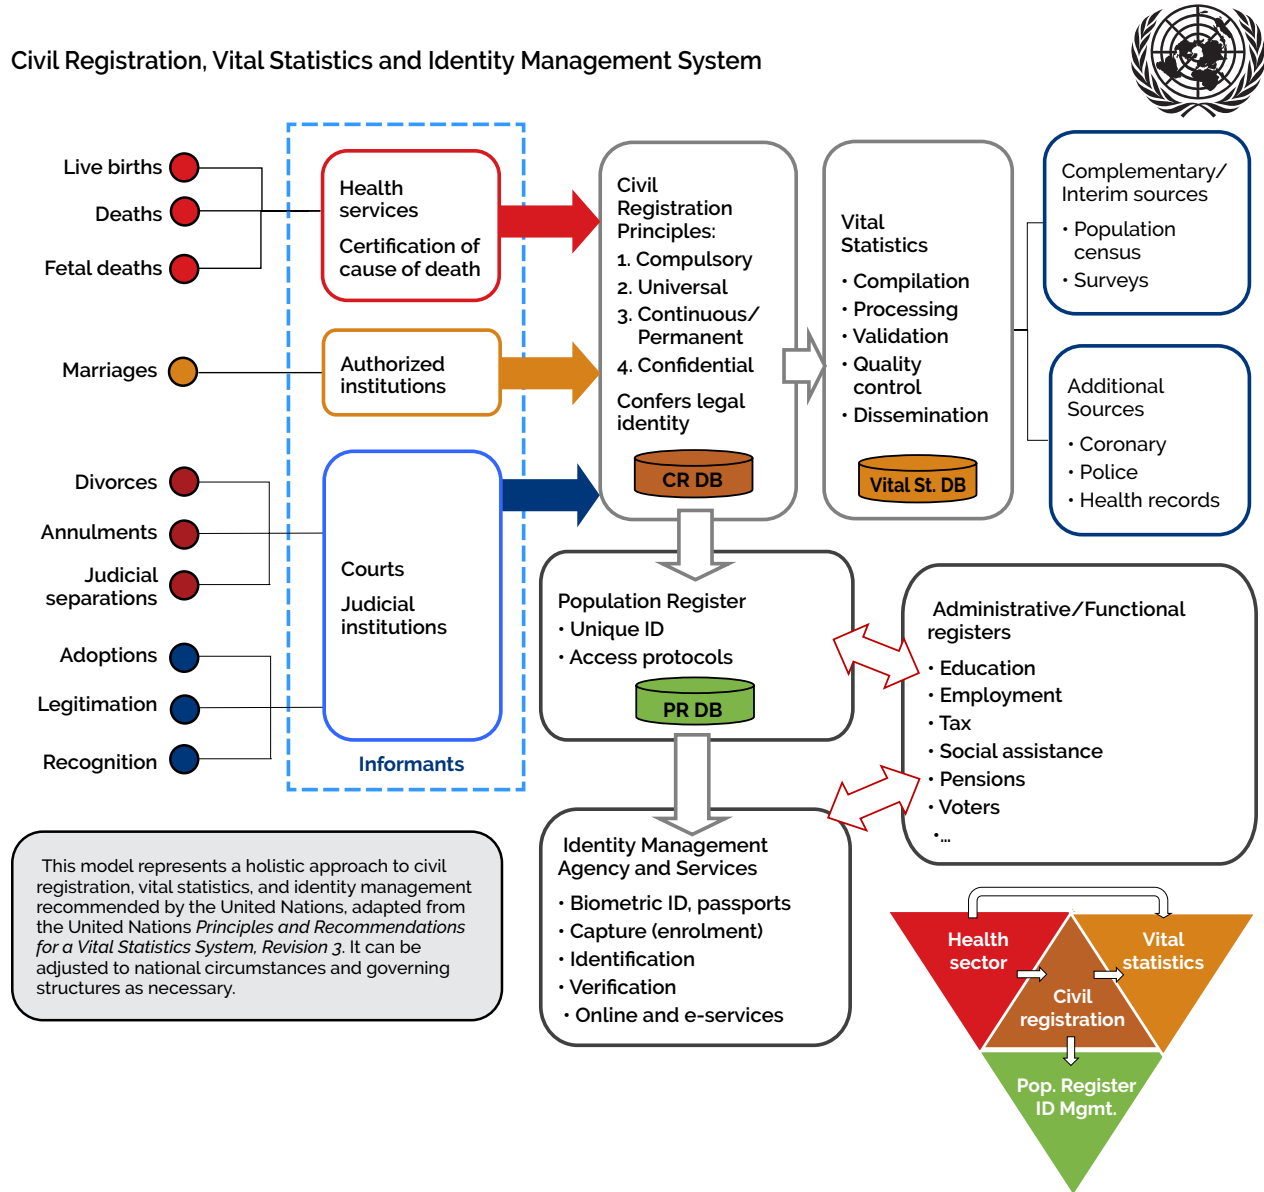 Civil Registration, Vital Statistics and Identity Management System
Live births
Deaths
Fetal deaths
Marriages
Divorces
Annulments
Judicial
separations
Adoptions
Legitimation
Recognition
Health
services
Certification of
cause of death
Authorized
institutions
Courts
Judicial
institutions
Informants
Civil
Registration
Principles:
1. Compulsory
2. Universal
3. Continuous/
Permanent
4. Confidential
Confers legal
identity
CR DB
Vital
Statistics
• Compilation
• Processing
• Validation
• Quality
control
• Dissemination
Vital St. DB
Complementary/
Interim sources
• Population
census
• Surveys
Additional
Sources
• Coronary
• Police
• Health records
Population Register
• Unique ID
• Access protocols
PR DB
Administrative/Functional
registers
• Education
• Employment
• Tax
• Social assistance
• Pensions
• Voters
•...
Identity Management
Agency and Services
• Biometric ID, passports
• Capture (enrolment)
• Identification
• Verification
• Online and e-services
This model represents a holistic approach to civil
registration, vital statistics, and identity management
recommended by the United Nations, adapted from
the United Nations Principles and Recommendations
for a Vital Statistics System, Revision 3. It can be
adjusted to national circumstances and governing
structures as necessary.
Health
sector
Vital
statistics
Civil
registration
Pop. Register
ID Mgmt.